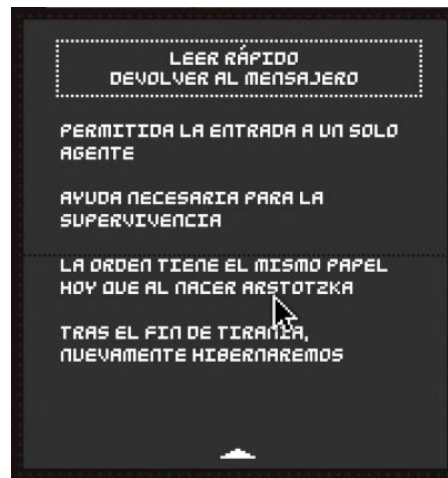 LEER RÁPIDO
DEVOLVER AL MENSAJERO
PERMITIDA LA ENTRADA A UN SOLO
AGENTE
AYUDA NECESARIA PARA LA
SUPERVIVENCIA
LA ORDEN TIENE EL MISMO PAPEL
HOY QUE AL NACER ARSTOTZKA
TRAS EL FIN DE TIRANÍA,
NUEVAMENTE HIBERNAREMOS